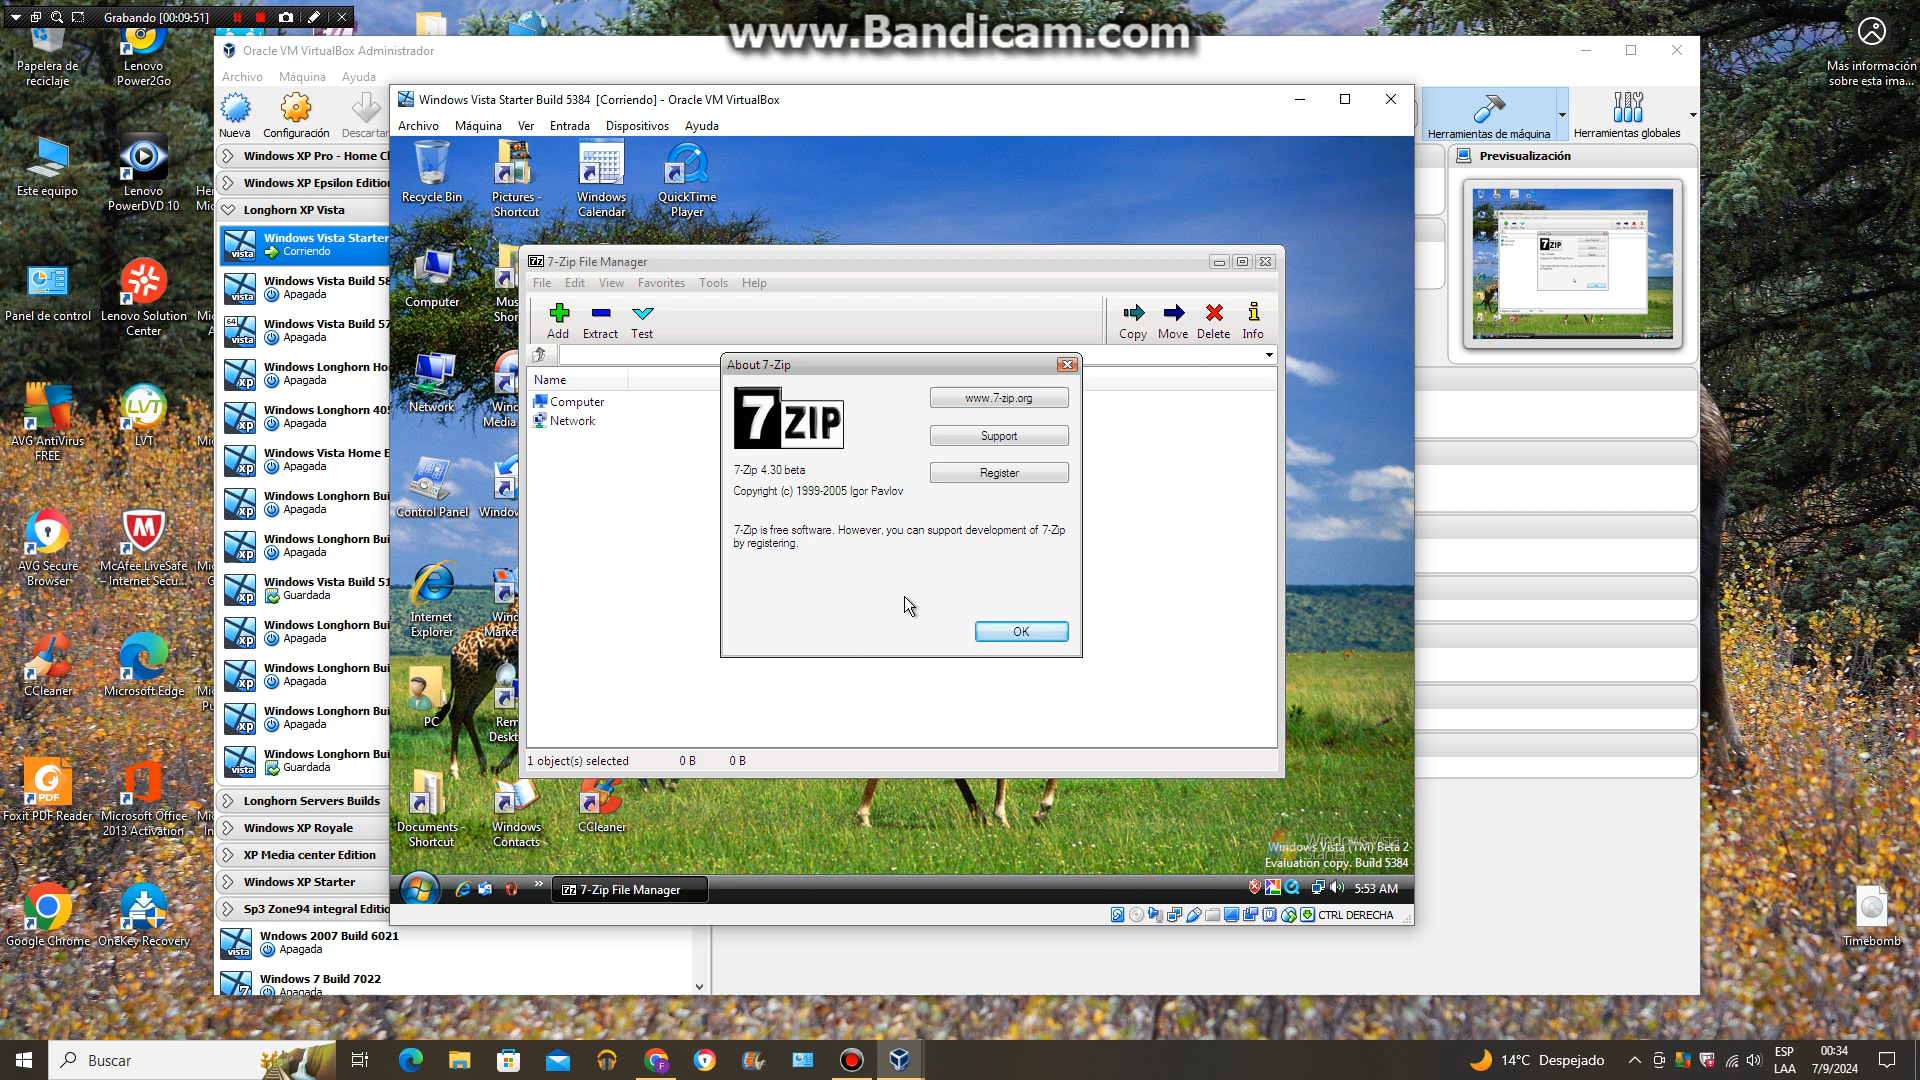 Grabando [00:09:51]
www.Bandicam.com
Papelera de reciclaje
Lenovo Power2Go
Este equipo
Lenovo PowerDVD 10
Panel de control
Lenovo Solution Center
AVG AntiVirus FREE
LVT
AVG Secure Browser
McAfee LiveSafe – Internet Secu...
CCleaner
Microsoft Edge
Foxit PDF Reader
Microsoft Office 2013 Activation
Google Chrome
OneKey Recovery
Más información sobre esta ima...
Timebomb
Oracle VM VirtualBox Administrador
Archivo Máquina Ayuda
Nueva
Configuración
Descartar
Herramientas de máquina
Herramientas globales
Previsualización
Windows XP Pro - Home
Windows XP Epsilon Edition
Longhorn XP Vista
Windows Vista Starter
Corriendo
Windows Vista Build
Apagada
Windows Vista Build
Apagada
Windows Longhorn
Apagada
Windows Longhorn
Apagada
Windows Vista Home
Apagada
Windows Longhorn
Apagada
Windows Longhorn
Apagada
Windows Vista Build
Guardada
Windows Longhorn
Apagada
Windows Longhorn
Apagada
Windows Longhorn
Apagada
Windows Longhorn
Guardada
Longhorn Servers Builds
Windows XP Royale
XP Media center Edition
Windows XP Starter
Sp3 Zone94 integral
Wndows 2007 Build 6021
Apagada
Windows 7 Build 7022
Apagada
Windows Vista Starter Build 5384 [Corriendo] - Oracle VM VirtualBox
Archivo Máquina Ver Entrada Dispositivos Ayuda
Recycle Bin
Pictures - Shortcut
Windows Calendar
QuickTime Player
Computer
Network
Control Panel
Internet Explorer
PC
Documents - Shortcut
Windows Contacts
CCleaner
7-Zip File Manager
File Edit View Favorites Tools Help
Add Extract Test Copy Move Delete Info
Name
Computer
Network
1 object(s) selected 0 B 0 B
About 7-Zip
7ZIP
www.7-zip.org
Support
Register
7-Zip 4.30 beta
Copyright (c) 1999-2005 Igor Pavlov
7-Zip is free software. However, you can support development of 7-Zip
by registering.
OK
Windows Vista (TM) Beta 2
Evaluation copy. Build 5384
7-Zip File Manager
5:53 AM
CTRL DERECHA
Buscar
14°C Despejado
ESP
LAA
00:34
7/9/2024